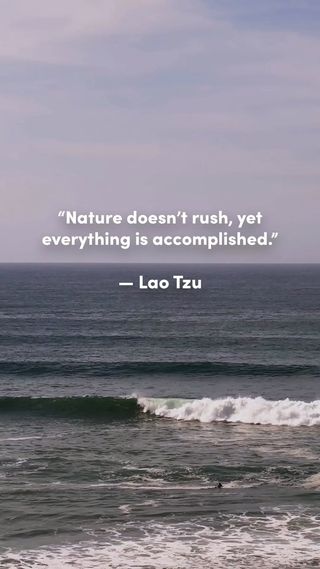 “Nature doesn’t rush, yet
everything is accomplished.”
— Lao Tzu